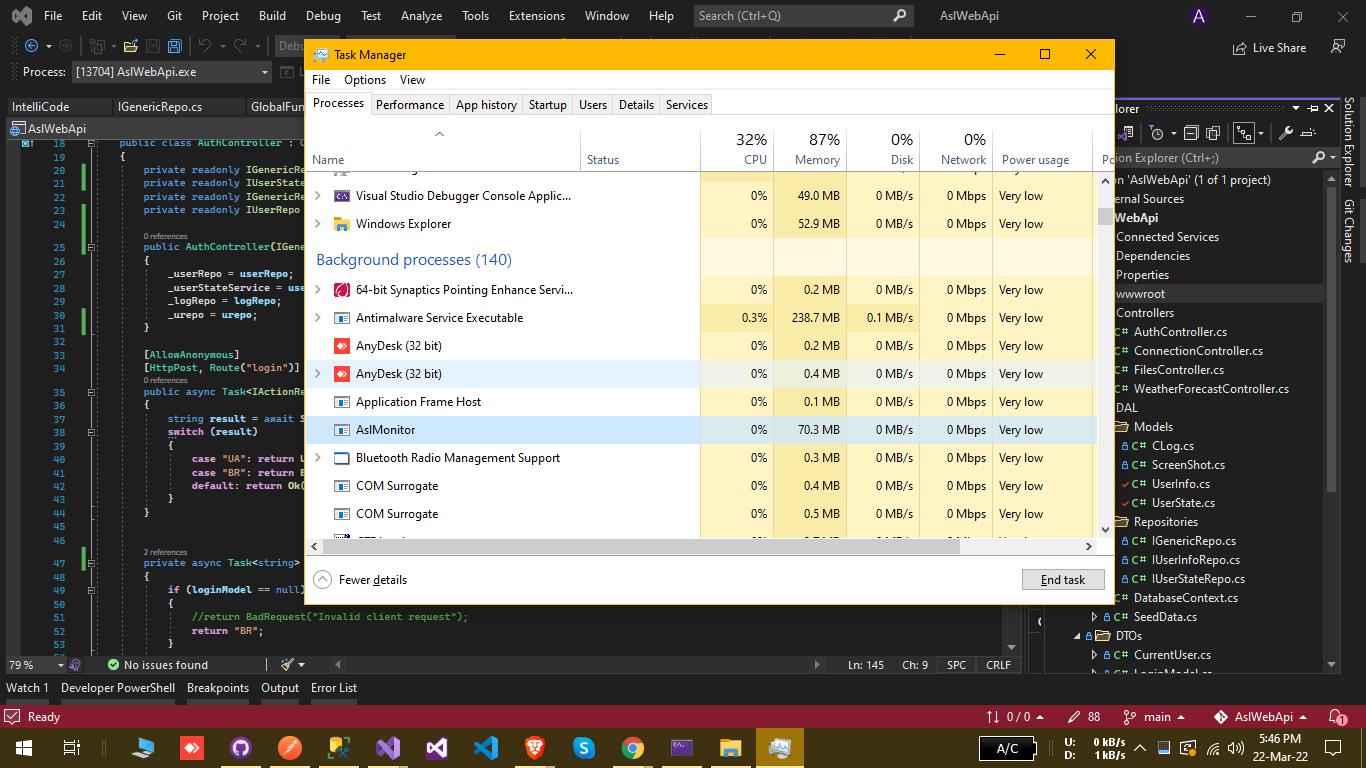 File Edit View Git Project Build Debug Test Analyze Tools Extensions Window Help Search (Ctrl+Q) AslWebApi A
Live Share
Process: [13704] AslWebApi.exe
IntelliCode IGenericRepo.cs
AslWebApi
18 public class AuthController :
19 {
20 private readonly
21 private readonly
22 private readonly
23 private readonly IUserRepo
24
0 references
25 public
26 {
27 _userRepo = userRepo;
28 _userStateService =
29 _logRepo = logRepo;
30 _urepo = urepo;
31 }
32
33 [AllowAnonymous]
34 [HttpPost, Route("login")]
0 references
35 public async
36 {
37 string result = await
38 switch (result)
39 {
40 case "UA": return
41 case "BR": return
42 default: return
43 }
44 }
45
46
2 references
47 private async Task<string>
48 {
49 if (loginModel == null)
50 {
51 //return BadRequest("Invalid client request");
52 return "BR";
53 }
79 % No issues found Ln: 145 Ch: 9 SPC CRLF
Watch 1 Developer PowerShell Breakpoints Output Error List
Ready 0 / 0 88 main AslWebApi 1
Task Manager
File Options View
Processes Performance App history Startup Users Details Services
32% 87% 0% 0%
Name Status CPU Memory Disk Network Power usage
Visual Studio Debugger Console Applic... 0% 49.0 MB 0 MB/s 0 Mbps Very low
Windows Explorer 0% 52.9 MB 0 MB/s 0 Mbps Very low
Background processes (140)
64-bit Synaptics Pointing Enhance Servi... 0% 0.2 MB 0 MB/s 0 Mbps Very low
Antimalware Service Executable 0.3% 238.7 MB 0.1 MB/s 0 Mbps Very low
AnyDesk (32 bit) 0% 0.2 MB 0 MB/s 0 Mbps Very low
AnyDesk (32 bit) 0% 0.4 MB 0 MB/s 0 Mbps Very low
Application Frame Host 0% 0.1 MB 0 MB/s 0 Mbps Very low
AslMonitor 0% 70.3 MB 0 MB/s 0 Mbps Very low
Bluetooth Radio Management Support 0% 0.3 MB 0 MB/s 0 Mbps Very low
COM Surrogate 0% 0.4 MB 0 MB/s 0 Mbps Very low
COM Surrogate 0% 0.5 MB 0 MB/s 0 Mbps Very low
Fewer details End task
Explorer (Ctrl+;)
'AslWebApi' (1 of 1 project)
Sources
WebApi
Connected Services
Dependencies
Properties
wwwroot
Controllers
C# AuthController.cs
C# ConnectionController.cs
C# FilesController.cs
C# WeatherForecastController.cs
DAL
Models
C# CLog.cs
C# ScreenShot.cs
C# UserInfo.cs
C# UserState.cs
Repositories
C# IGenericRepo.cs
C# IUserInfoRepo.cs
C# IUserStateRepo.cs
C# DatabaseContext.cs
C# SeedData.cs
DTOs
C# CurrentUser.cs
C# LoginModel.cs
Solution Explorer
Git Changes
A/C
U: 0 kB/s
D: 1 kB/s
5:46 PM
22-Mar-22